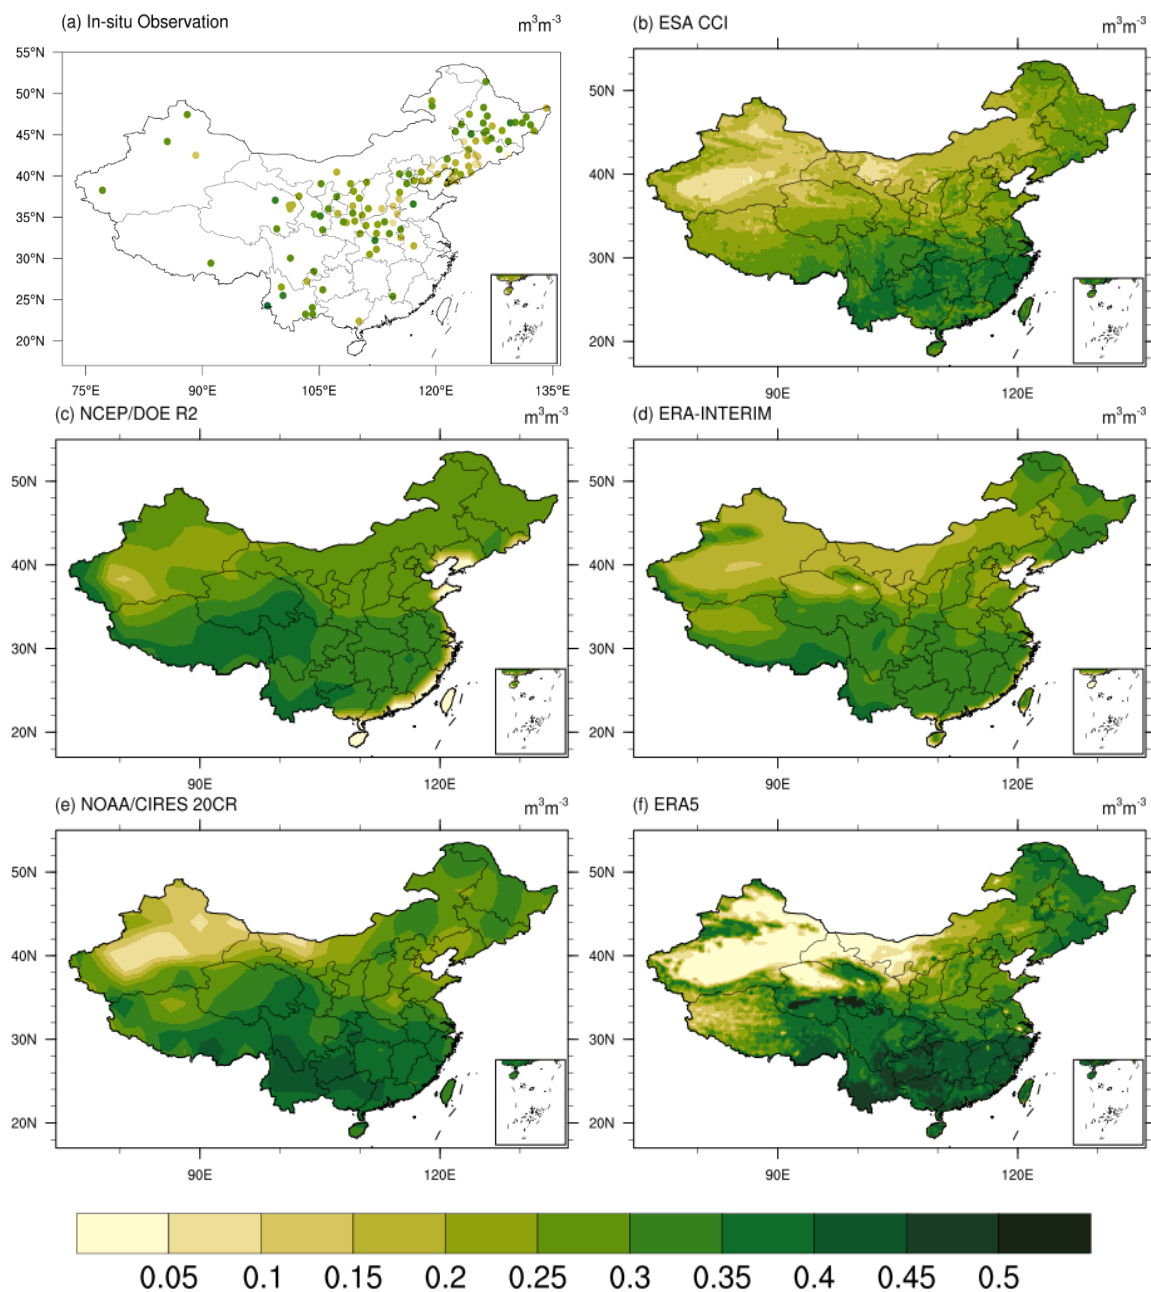 (a) In-situ Observation
m³m⁻³
(b) ESA CCI
m³m⁻³
55°N
50°N
45°N
40°N
35°N
30°N
25°N
20°N
75°E
90°E
105°E
120°E
135°E
50N
40N
30N
20N
90E
120E
(c) NCEP/DOE R2
m³m⁻³
(d) ERA-INTERIM
m³m⁻³
50N
40N
30N
20N
90E
120E
50N
40N
30N
20N
90E
120E
(e) NOAA/CIRES 20CR
m³m⁻³
(f) ERA5
m³m⁻³
50N
40N
30N
20N
90E
120E
50N
40N
30N
20N
90E
120E
0.05 0.1 0.15 0.2 0.25 0.3 0.35 0.4 0.45 0.5